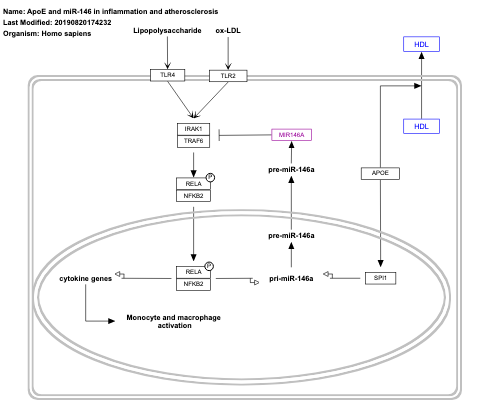 Name: ApoE and miR-146 in inflammation and atherosclerosis
Last Modified: 20190820174232
Organism: Homo sapiens
Lipopolysaccharide
ox-LDL
HDL
TLR4
TLR2
HDL
IRAK1
TRAF6
MIR146A
pre-miR-146a
APOE
P
RELA
NFKB2
pre-miR-146a
P
RELA
NFKB2
cytokine genes
pri-miR-146a
SPI1
Monocyte and macrophage
activation